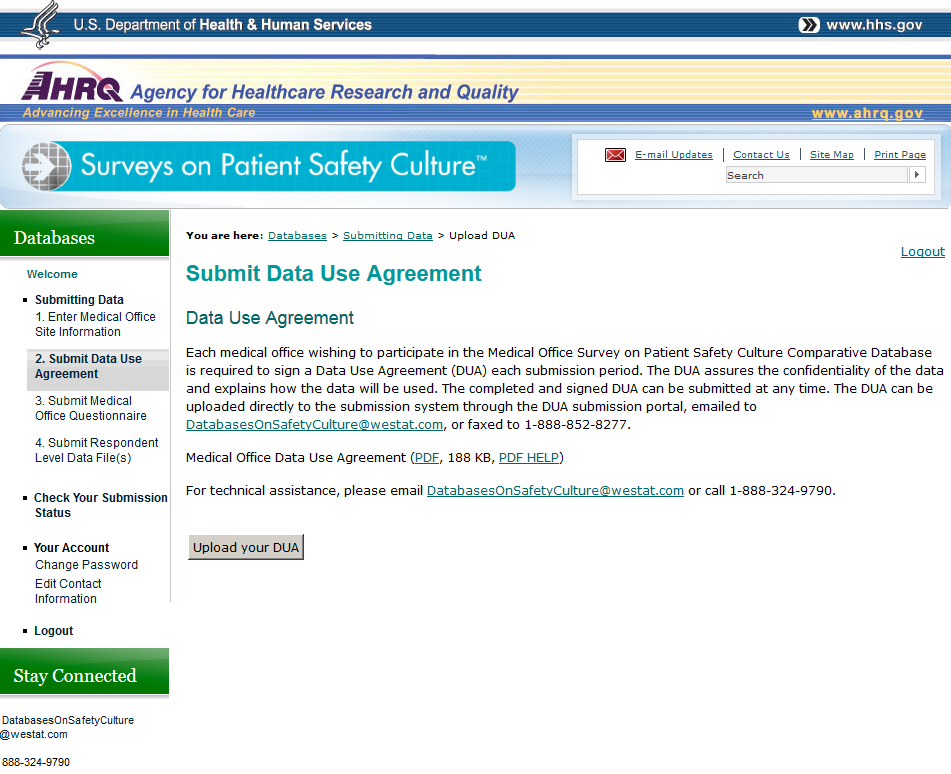 U.S. Department of Health & Human Services
www.hhs.gov
AHRQ Agency for Healthcare Research and Quality
Advancing Excellence in Health Care
www.ahrq.gov
Surveys on Patient Safety Culture™
E-mail Updates | Contact Us | Site Map | Print Page
Search
Databases
Welcome
Submitting Data
1. Enter Medical Office
Site Information
2. Submit Data Use
Agreement
3. Submit Medical
Office Questionnaire
4. Submit Respondent
Level Data File(s)
Check Your Submission
Status
Your Account
Change Password
Edit Contact
Information
Logout
Stay Connected
DatabasesOnSafetyCulture
@westat.com
888-324-9790
You are here: Databases > Submitting Data > Upload DUA
Logout
Submit Data Use Agreement
Data Use Agreement
Each medical office wishing to participate in the Medical Office Survey on Patient Safety Culture Comparative Database
is required to sign a Data Use Agreement (DUA) each submission period. The DUA assures the confidentiality of the data
and explains how the data will be used. The completed and signed DUA can be submitted at any time. The DUA can be
uploaded directly to the submission system through the DUA submission portal, emailed to
DatabasesOnSafetyCulture@westat.com, or faxed to 1-888-852-8277.
Medical Office Data Use Agreement (PDF, 188 KB, PDF HELP)
For technical assistance, please email DatabasesOnSafetyCulture@westat.com or call 1-888-324-9790.
Upload your DUA